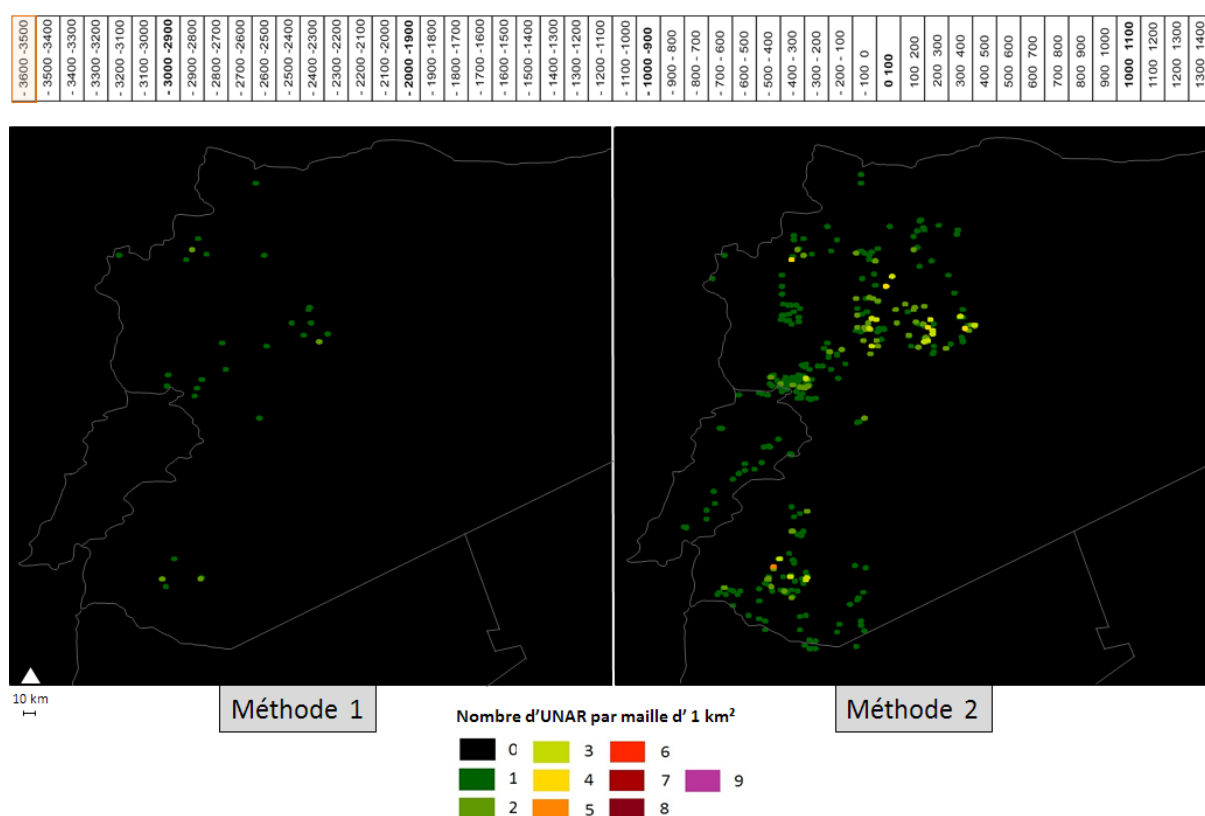 - 3600 -3500
- 3500 -3400
- 3400 -3300
- 3300 -3200
- 3200 -3100
- 3100 -3000
- 3000 -2900
- 2900 -2800
- 2800 -2700
- 2700 -2600
- 2600 -2500
- 2500 -2400
- 2400 -2300
- 2300 -2200
- 2200 -2100
- 2100 -2000
- 2000 -1900
- 1900 -1800
- 1800 -1700
- 1700 -1600
- 1600 -1500
- 1500 -1400
- 1400 -1300
- 1300 -1200
- 1200 -1100
- 1100 -1000
- 1000 -900
- 900 - 800
- 800 - 700
- 700 - 600
- 600 - 500
- 500 - 400
- 400 - 300
- 300 - 200
- 200 - 100
- 100 0
0 100
100 200
200 300
300 400
400 500
500 600
600 700
700 800
800 900
900 1000
1000 1100
1100 1200
1200 1300
1300 1400
10 km
Méthode 1
Méthode 2
Nombre d'UNAR par maille d' 1 km²
0 3 6
1 4 7 9
2 5 8